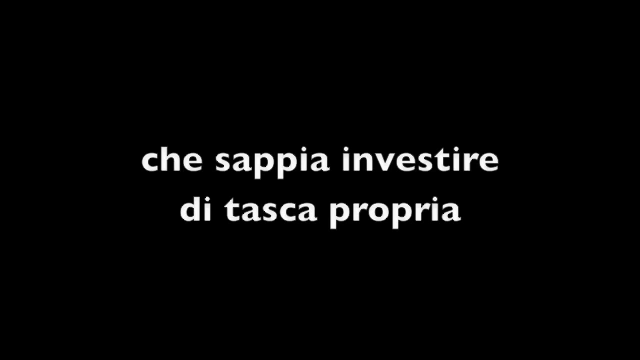 che sappia investire
di tasca propria